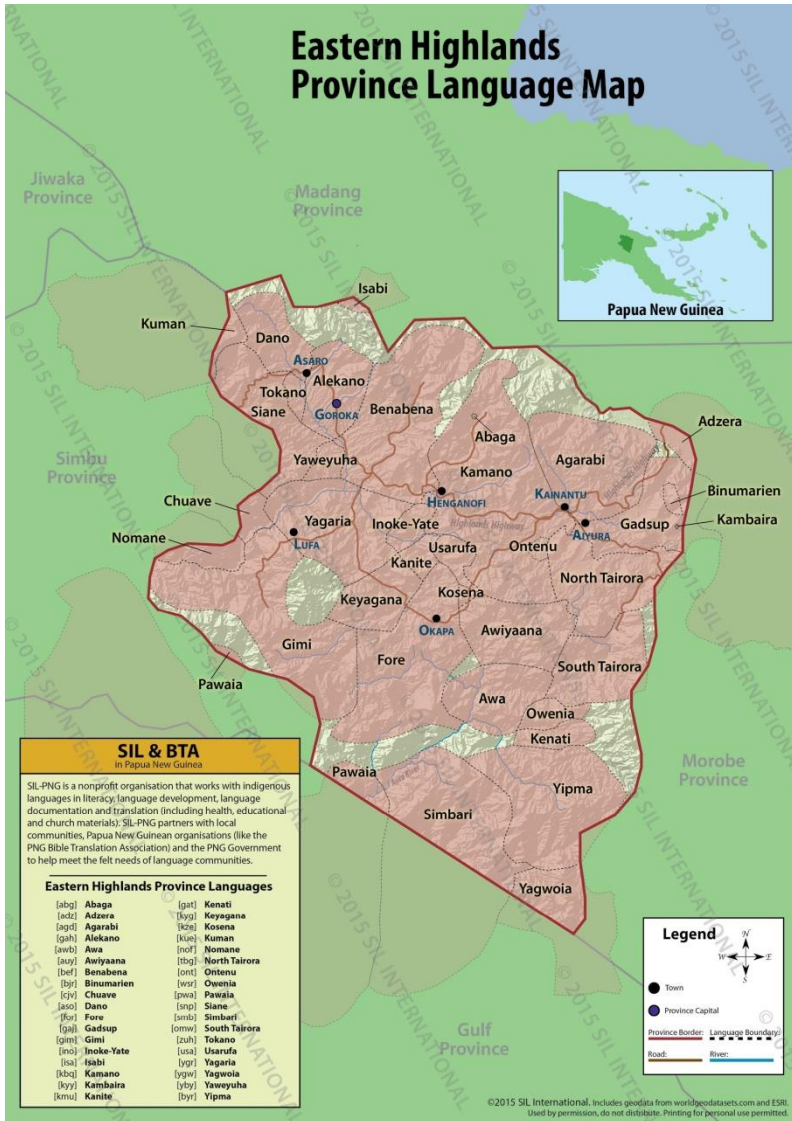 Eastern Highlands
Province Language Map
Jiwaka
Province
Madang
Province
Papua New Guinea
Isabi
Kuman
Dano
ASARO
Alekano
Tokano
Siane
GOROKA
Benabena
Abaga
Adzera
Simbu
Province
Yaweyuha
Kamano
Agarabi
Chuave
HENGANOFI
KAINANTU
Binumarien
Nomane
Yagaria
LUFA
Inoke-Yate
Highlands Highway
Highlands Highway
AIYURA
Gadsup
Kambaira
Usarufa
Ontenu
Kanite
North Tairora
Keyagana
Kosena
OKAPA
Awiyaana
Gimi
Fore
South Tairora
Pawaia
Awa
Owenia
Kenati
Morobe
Province
Pawaia
Yipma
Simbari
Yagwoia
Gulf
Province
SIL & BTA
in Papua New Guinea
SIL-PNG is a nonprofit organisation that works with indigenous
languages in literacy, language development, language
documentation and translation (including health, educational
and church materials). SIL-PNG partners with local
communities, Papua New Guinean organisations (like the
PNG Bible Translation Association) and the PNG Government
to help meet the felt needs of language communities.
Eastern Highlands Province Languages
[abg] Abaga [gat] Kenati
[adz] Adzera [kyg] Keyagana
[agd] Agarabi [kze] Kosena
[gah] Alekano [kue] Kuman
[awb] Awa [nof] Nomane
[auy] Awiyaana [tbg] North Tairora
[bef] Benabena [ont] Ontenu
[bjr] Binumarien [wsr] Owenia
[cjv] Chuave [pwa] Pawaia
[aso] Dano [snp] Siane
[for] Fore [smb] Simbari
[gaj] Gadsup [omw] South Tairora
[gim] Gimi [zuh] Tokano
[ino] Inoke-Yate [usa] Usarufa
[isa] Isabi [ygr] Yagaria
[kbq] Kamano [ygw] Yagwoia
[kyy] Kambaira [yby] Yaweyuha
[kmu] Kanite [byr] Yipma
Legend
N
W E
S
Town
Province Capital
Province Border: Language Boundary:
Road: River:
©2015 SIL International. Includes geodata from worldgeodatasets.com and ESRI.
Used by permission, do not distribute. Printing for personal use permitted.
© 2015 SIL INTERNATIONAL